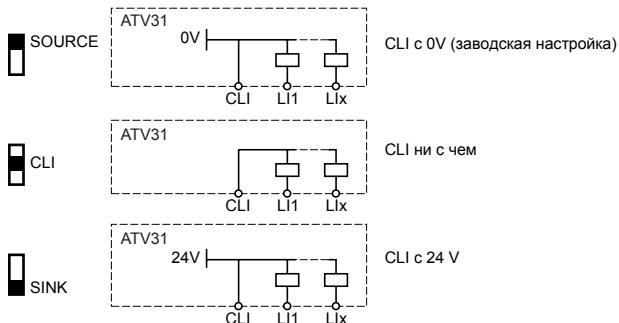 ATV31
SOURCE
0V
CLI с 0V (заводская настройка)
CLI LI1 LIx
ATV31
CLI
CLI ни с чем
CLI LI1 LIx
ATV31
24V
CLI с 24 V
SINK
CLI LI1 LIx